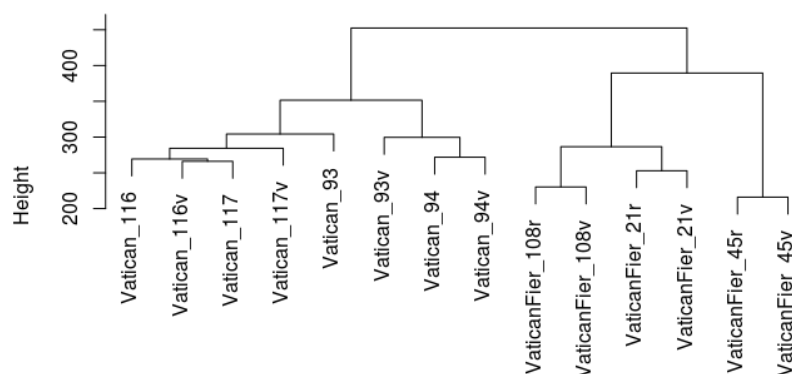 Height
400
300
200
Vatican_116
Vatican_116v
Vatican_117
Vatican_117v
Vatican_93
Vatican_93v
Vatican_94
Vatican_94v
VaticanFier_108r
VaticanFier_108v
VaticanFier_21r
VaticanFier_21v
VaticanFier_45r
VaticanFier_45v